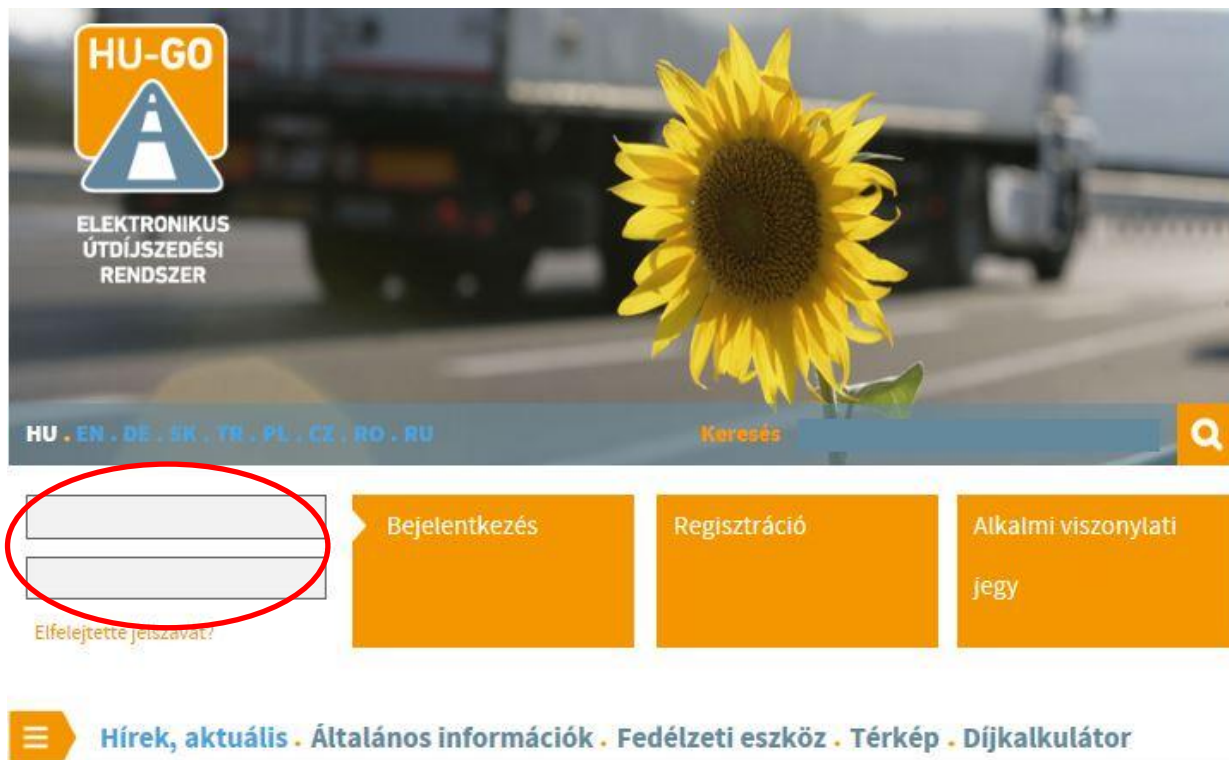 HU-GO
ELEKTRONIKUS
ÚTDÍJSZEDÉSI
RENDSZER
HU . EN . DE . SK . TR . PL . CZ . RO . RU
Keresés
Bejelentkezés
Regisztráció
Alkalmi viszonylati
jegy
Elfelejtette jelszavát?
Hírek, aktuális . Általános információk . Fedélzeti eszköz . Térkép . Díjkalkulátor